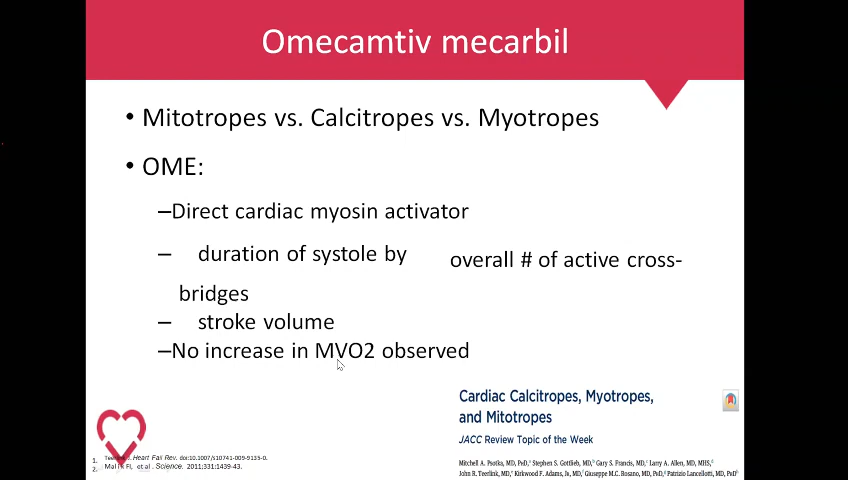 Omecamtiv mecarbil
• Mitotropes vs. Calcitropes vs. Myotropes
• OME:
–Direct cardiac myosin activator
– duration of systole by overall # of active cross-
bridges
– stroke volume
–No increase in MVO2 observed
Cardiac Calcitropes, Myotropes,
and Mitotropes
JACC Review Topic of the Week
Mitchell A. Psotka, MD, PhD, Stephen S. Gottlieb, MD, Gary S. Francis, MD, Larry A. Allen, MD, MHS,
John R. Teerlink, MD, Kirkwood F. Adams, Jr, MD, Giuseppe M.C. Rosano, MD, PhD, Patrizio Lancellotti, MD, PhD
1. Heart Fail Rev. doi:10.1007/s10741-009-9135-0.
2. Malik FI, et al. Science. 2011;331:1439-43.